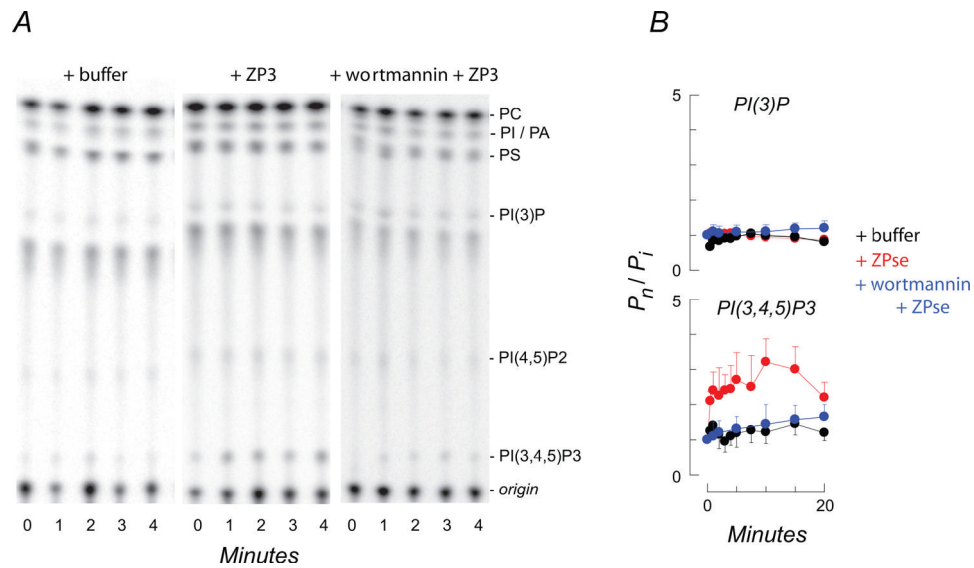 A
+ buffer
+ ZP3
+ wortmannin + ZP3
PC
PI / PA
PS
PI(3)P
PI(4,5)P2
PI(3,4,5)P3
origin
0 1 2 3 4
0 1 2 3 4
0 1 2 3 4
Minutes
B
5
PI(3)P
0
5
PI(3,4,5)P3
0
Pn / Pi
0
20
Minutes
+ buffer
+ ZPse
+ wortmannin
+ ZPse